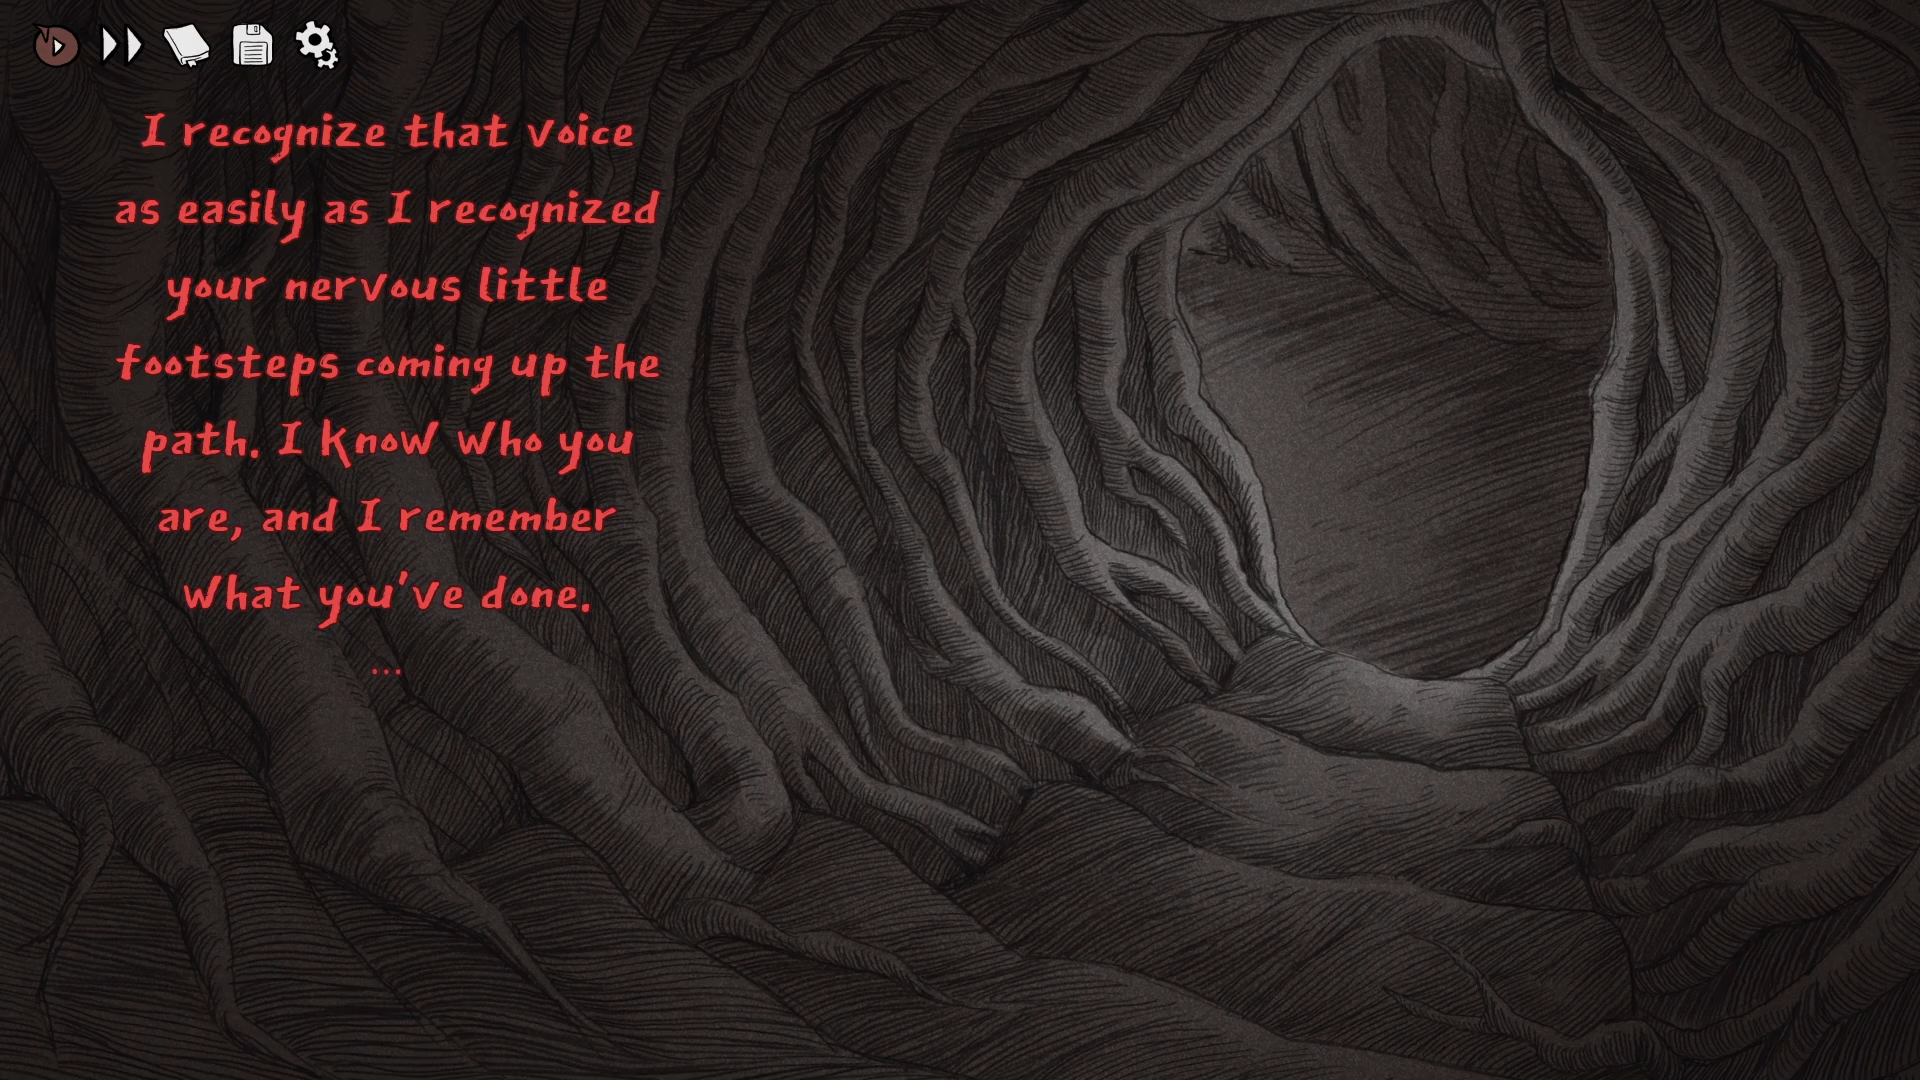 I recognize that voice
as easily as I recognized
your nervous little
footsteps coming up the
path. I know who you
are, and I remember
what you've done.
...